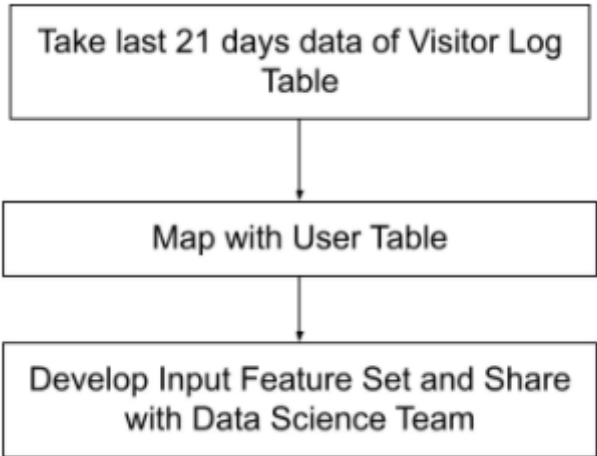 Take last 21 days data of Visitor Log
Table
Map with User Table
Develop Input Feature Set and Share
with Data Science Team